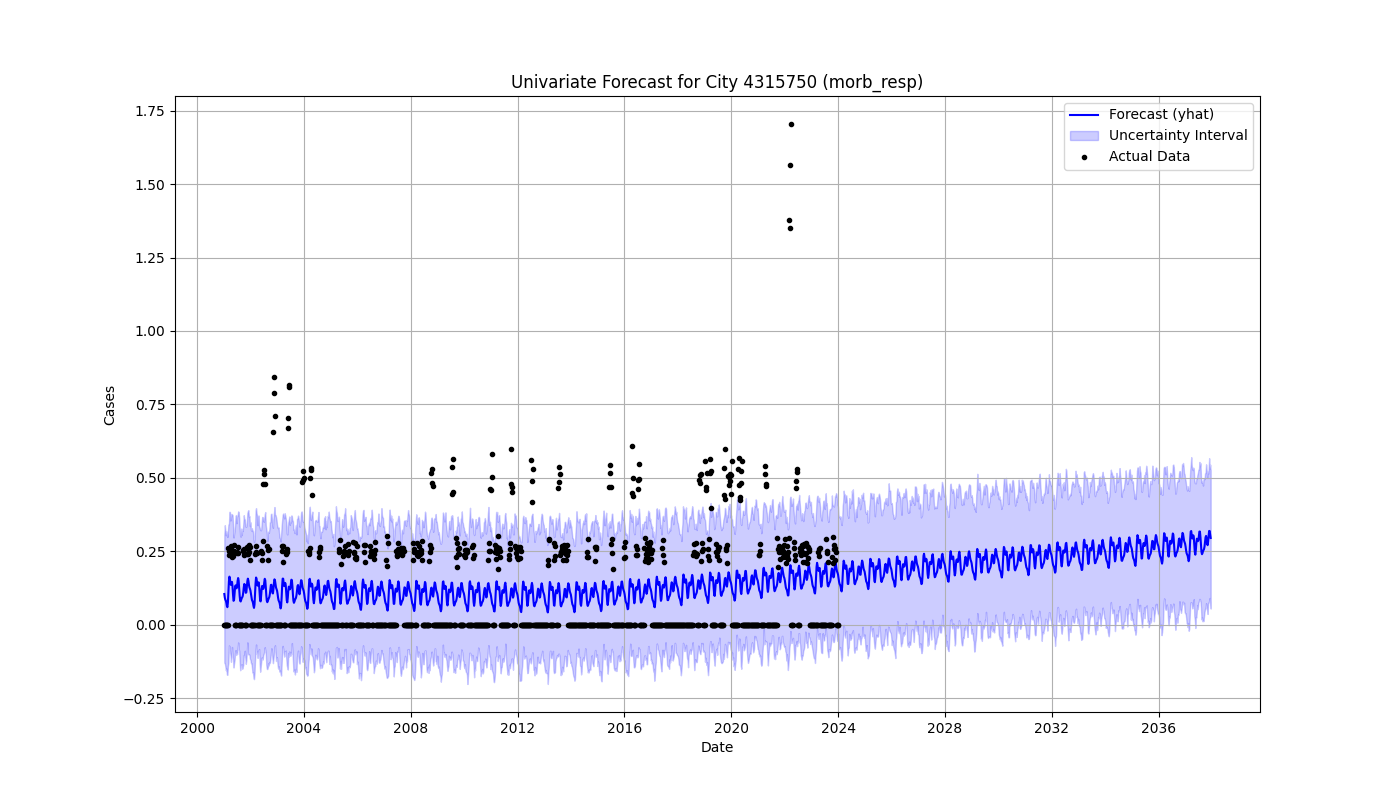 Univariate Forecast for City 4315750 (morb_resp)
1.75
1.50
1.25
1.00
0.75
0.50
0.25
0.00
−0.25
Cases
Forecast (yhat)
Uncertainty Interval
Actual Data
2000 2004 2008 2012 2016 2020 2024 2028 2032 2036
Date